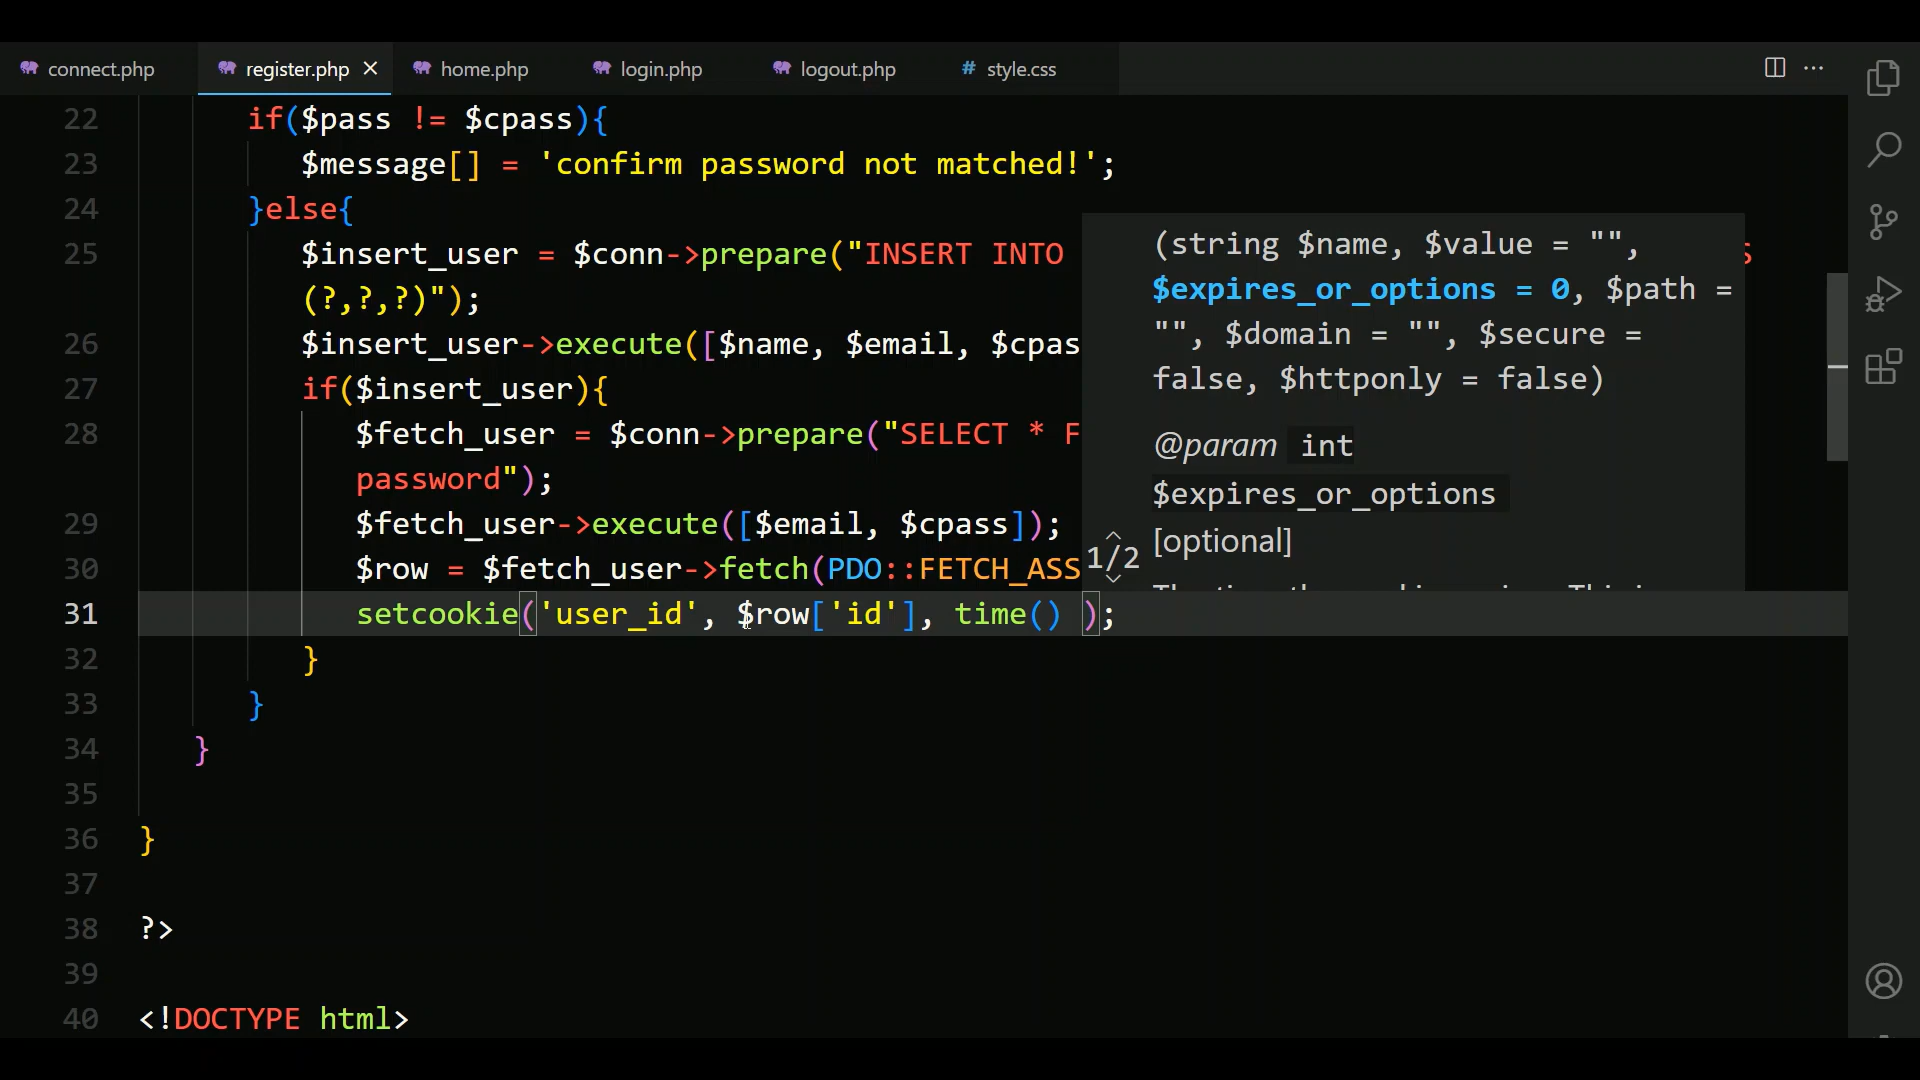 connect.php register.php home.php login.php logout.php # style.css
22 if($pass != $cpass){
23 $message[] = 'confirm password not matched!';
24 }else{
25 $insert_user = $conn->prepare("INSERT INTO
(?,?,?)");
26 $insert_user->execute([$name, $email, $cpas
27 if($insert_user){
28 $fetch_user = $conn->prepare("SELECT * F
password");
29 $fetch_user->execute([$email, $cpass]);
30 $row = $fetch_user->fetch(PDO::FETCH_ASS
31 setcookie('user_id', $row['id'], time() );
32 }
33 }
34 }
35
36 }
37
38 ?>
39
40 <!DOCTYPE html>
(string $name, $value = "",
$expires_or_options = 0, $path =
"", $domain = "", $secure =
false, $httponly = false)
@param int
$expires_or_options
1/2 [optional]